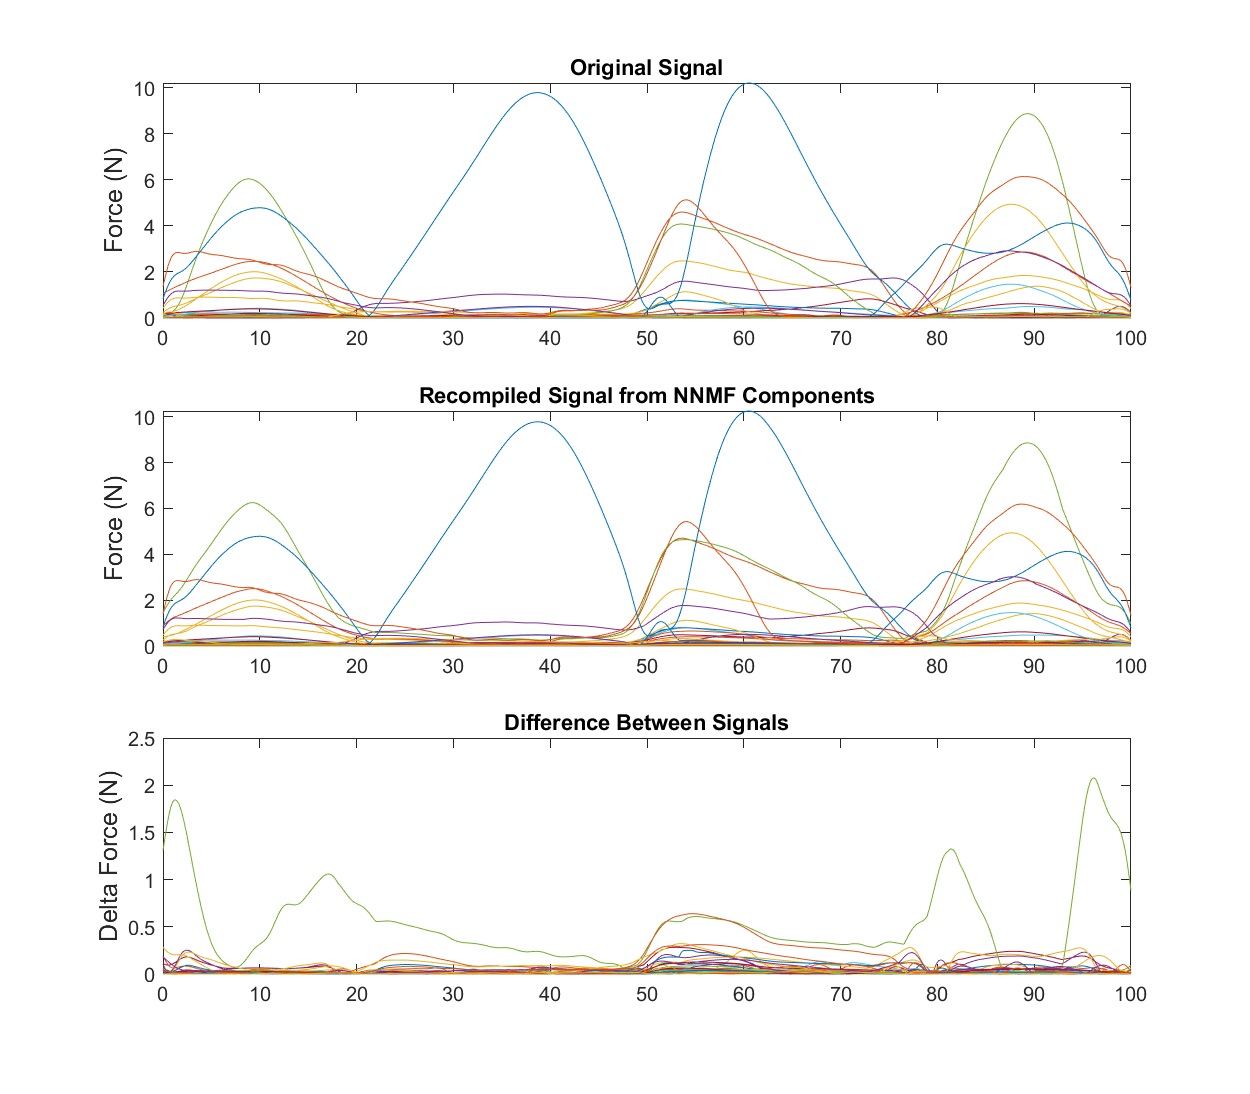 Original Signal
Force (N)
10
8
6
4
2
0
0 10 20 30 40 50 60 70 80 90 100
Recompiled Signal from NNMF Components
Force (N)
10
8
6
4
2
0
0 10 20 30 40 50 60 70 80 90 100
Difference Between Signals
Delta Force (N)
2.5
2
1.5
1
0.5
0
0 10 20 30 40 50 60 70 80 90 100